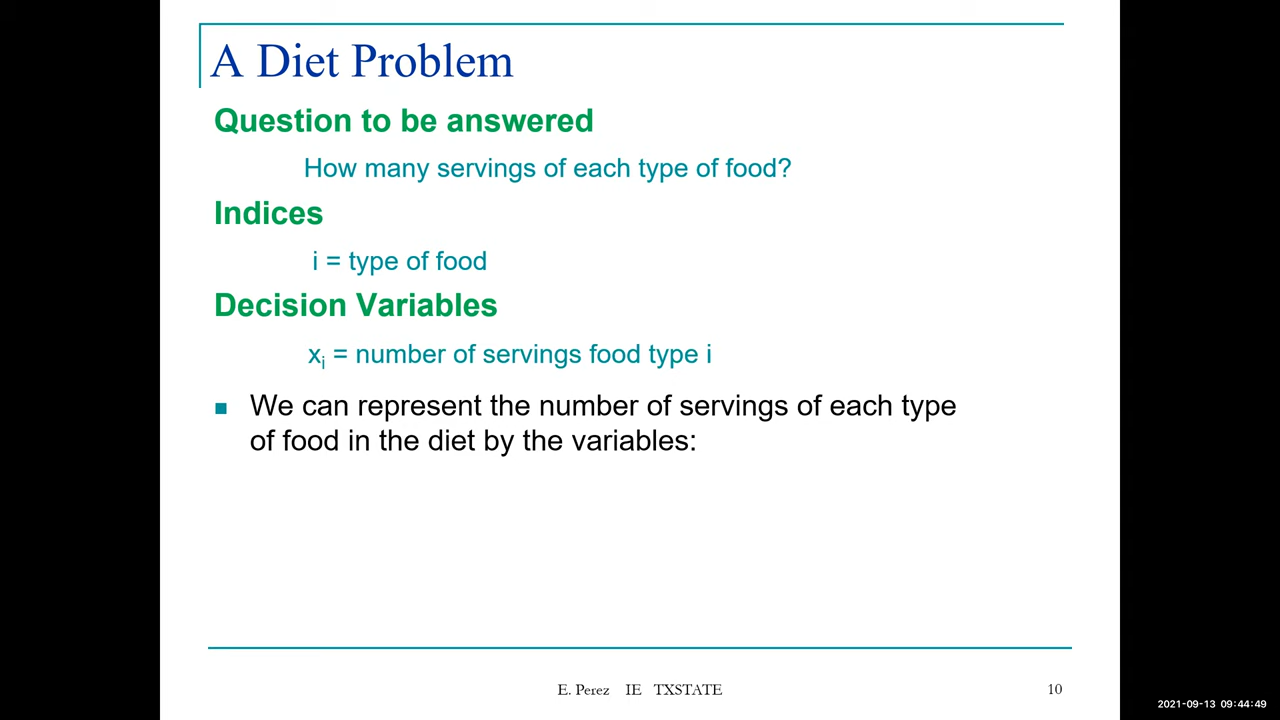 A Diet Problem
Question to be answered
How many servings of each type of food?
Indices
i = type of food
Decision Variables
xᵢ = number of servings food type i
We can represent the number of servings of each type
of food in the diet by the variables:
E. Perez IE TXSTATE
10
2021-09-13 09:44:49